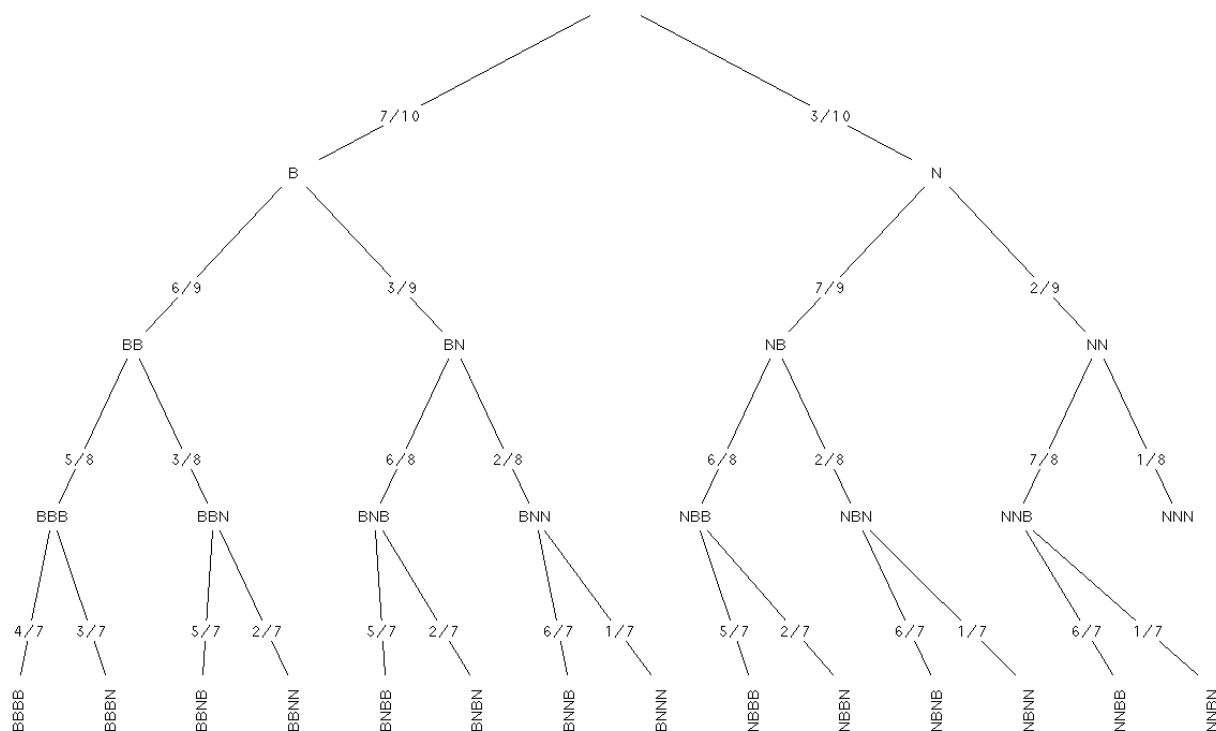 7/10 3/10
B N
6/9 3/9 7/9 2/9
BB BN NB NN
5/8 3/8 6/8 2/8 6/8 2/8 7/8 1/8
BBB BBN BNB BNN NBB NBN NNB NNN
4/7 3/7 5/7 2/7 5/7 2/7 6/7 1/7 5/7 2/7 6/7 1/7 6/7 1/7
BBBB BBBN BBNB BBNN BNBB BNBN BNNB BNNN NBBB NBBN NBNB NBNN NNBB NNBN